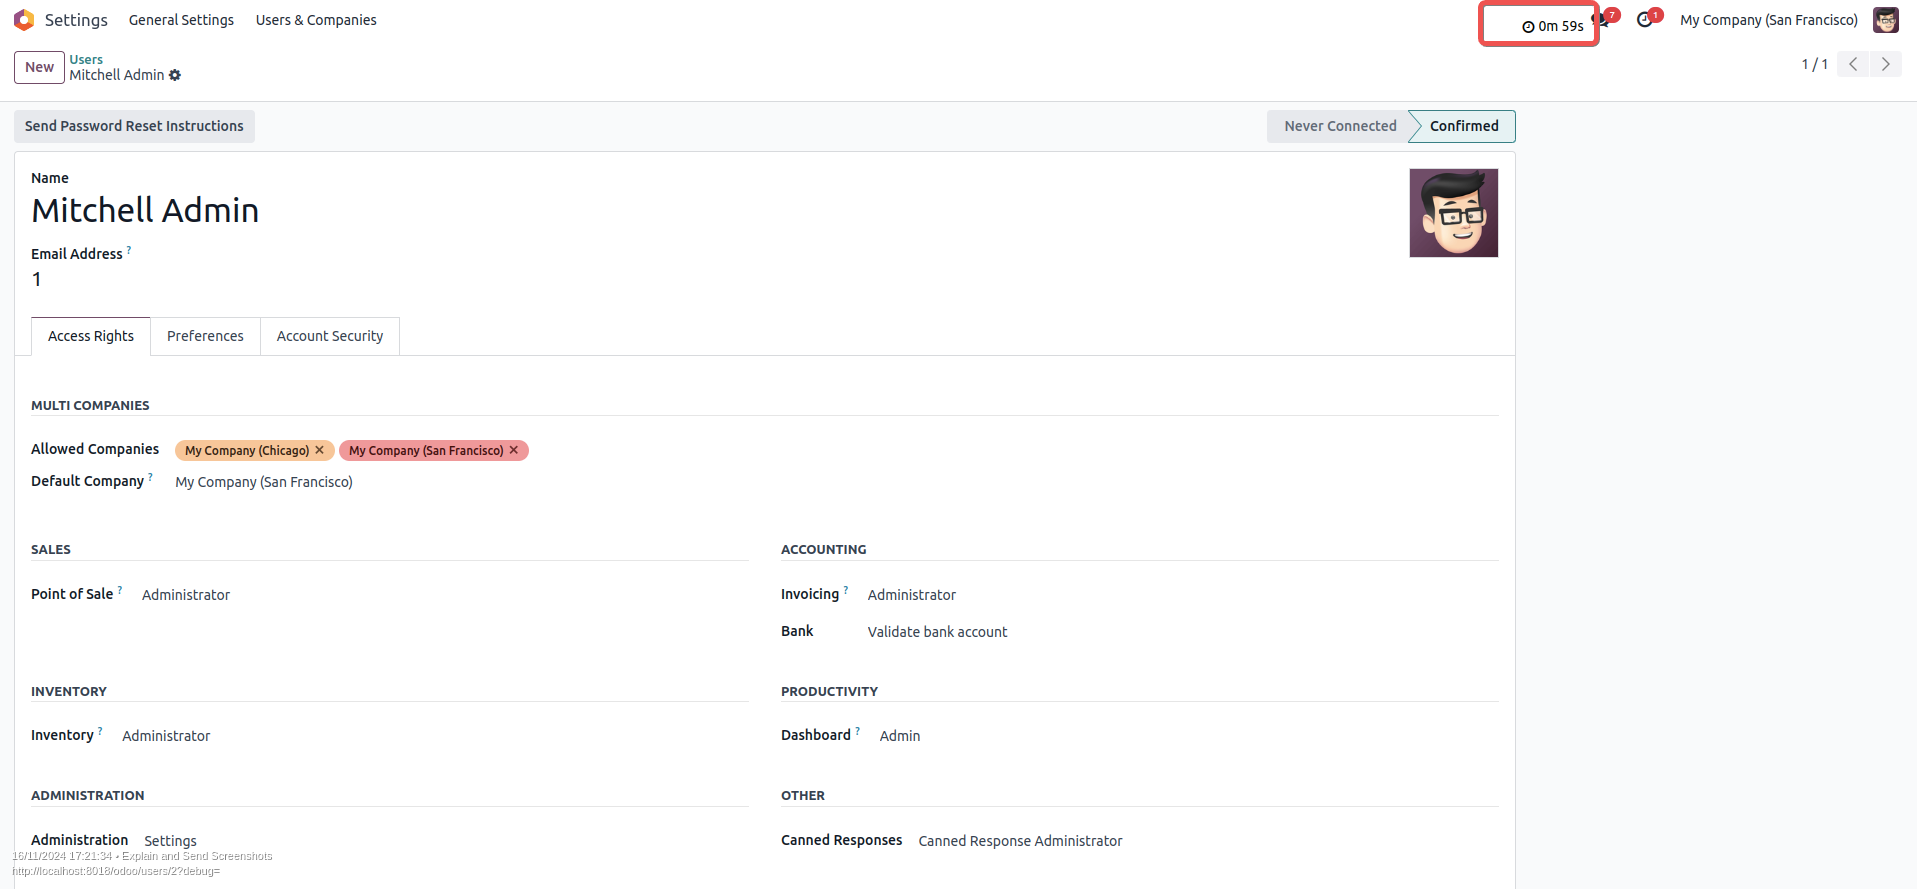 Settings General Settings Users & Companies 0m 59s 7 1 My Company (San Francisco)
New Users
Mitchell Admin
1 / 1
Send Password Reset Instructions Never Connected Confirmed
Name
Mitchell Admin
Email Address ?
1
Access Rights Preferences Account Security
MULTI COMPANIES
Allowed Companies My Company (Chicago) × My Company (San Francisco) ×
Default Company ? My Company (San Francisco)
SALES ACCOUNTING
Point of Sale ? Administrator Invoicing ? Administrator
Bank Validate bank account
INVENTORY PRODUCTIVITY
Inventory ? Administrator Dashboard ? Admin
ADMINISTRATION OTHER
Administration Settings Canned Responses Canned Response Administrator
16/11/2024 17:21:34 • Explain and Send Screenshots
http://localhost:8018/odoo/users/2?debug=